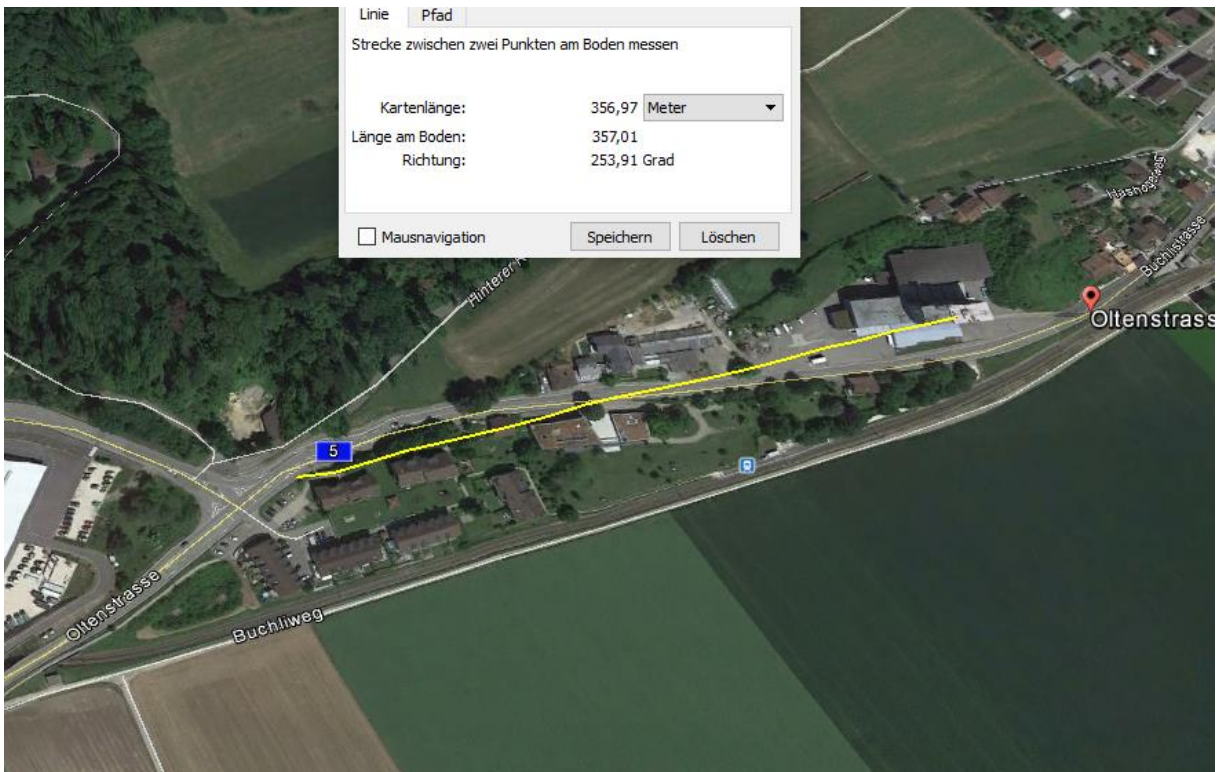 Linie Pfad
Strecke zwischen zwei Punkten am Boden messen
Kartenlänge: 356,97 Meter
Länge am Boden: 357,01
Richtung: 253,91 Grad
Mausnavigation Speichern Löschen
Hinterer
Buchlistrasse
Oltenstrass
5
Oltenstrasse
Buchliweg